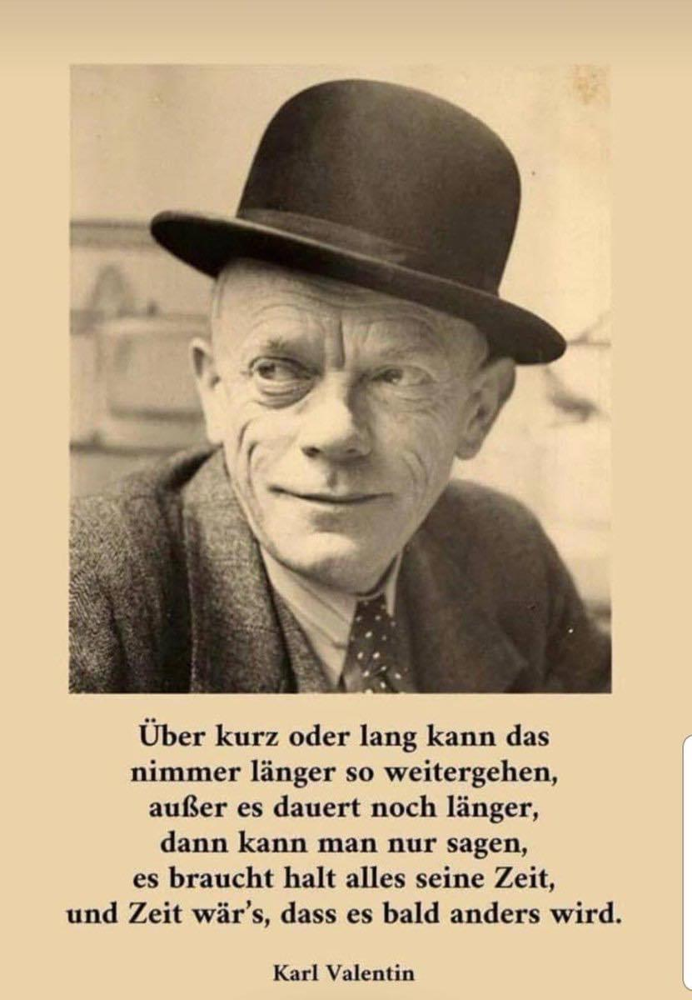 Über kurz oder lang kann das
nimmer länger so weitergehen,
außer es dauert noch länger,
dann kann man nur sagen,
es braucht halt alles seine Zeit,
und Zeit wär's, dass es bald anders wird.
Karl Valentin